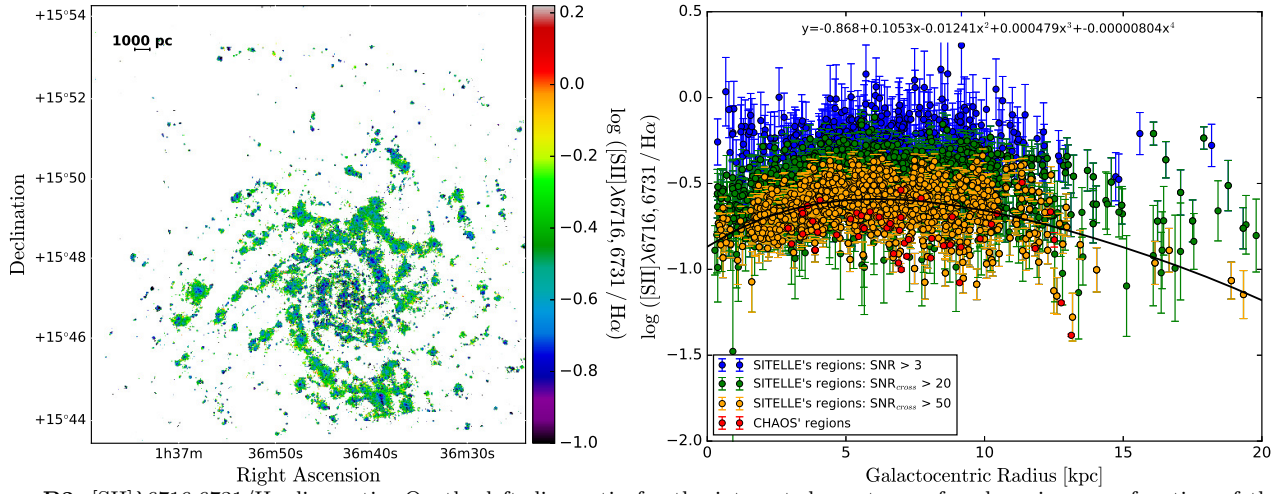 +15°54
+15°52
+15°50
+15°48
+15°46
+15°44
Declination
1000 pc
1h37m
36m50s
36m40s
36m30s
Right Ascension
0.2
0.0
−0.2
−0.4
−0.6
−0.8
−1.0
log ([SII]λ6716, 6731 / Hα)
0.5
0.0
−0.5
−1.0
−1.5
−2.0
log ([SII]λ6716, 6731 / Hα)
y=-0.868+0.1053x-0.01241x²+0.000479x³+-0.00000804x⁴
SITELLE's regions: SNR > 3
SITELLE's regions: SNRcross > 20
SITELLE's regions: SNRcross > 50
CHAOS' regions
0
5
10
15
20
Galactocentric Radius [kpc]